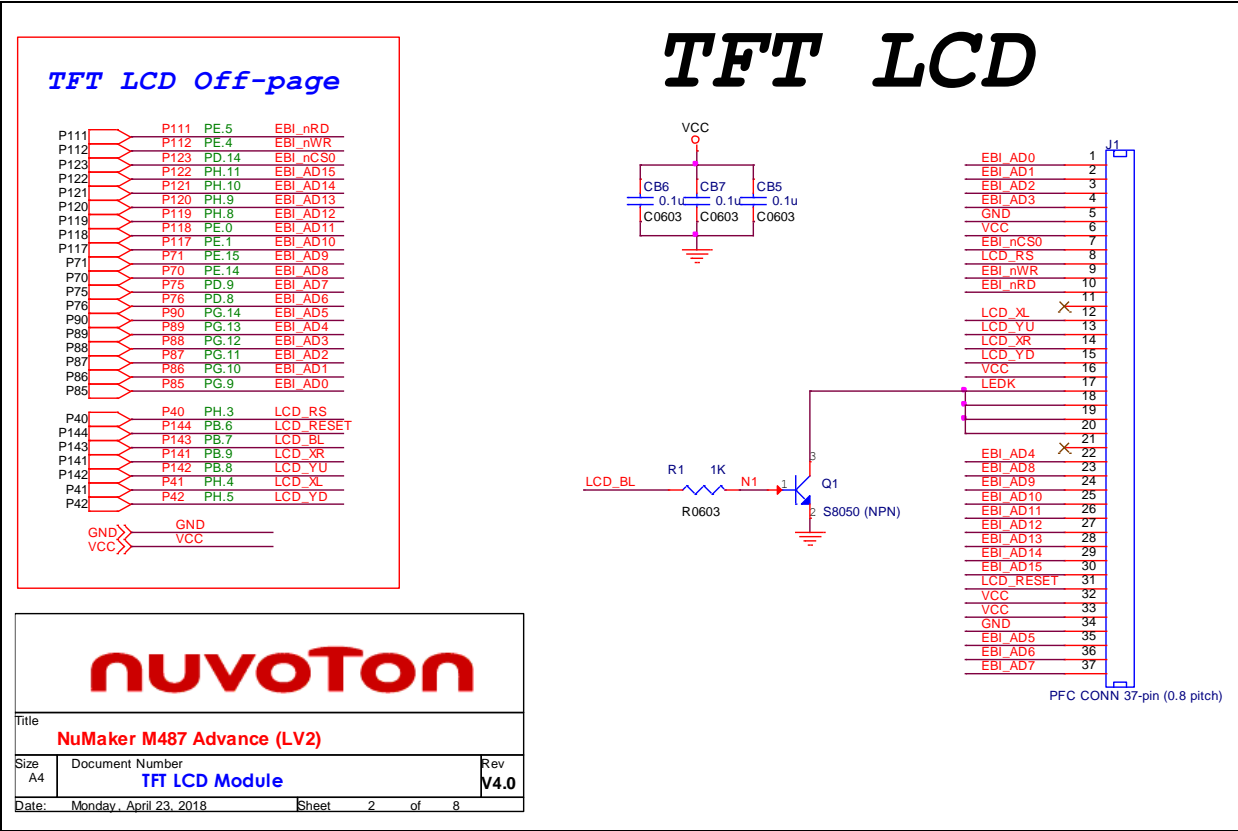 TFT LCD
TFT LCD Off-page
P111 P111 PE.5 EBI_nRD
P112 P112 PE.4 EBI_nWR
P123 P123 PD.14 EBI_nCS0
P122 P122 PH.11 EBI_AD15
P121 P121 PH.10 EBI_AD14
P120 P120 PH.9 EBI_AD13
P119 P119 PH.8 EBI_AD12
P118 P118 PE.0 EBI_AD11
P117 P117 PE.1 EBI_AD10
P71 P71 PE.15 EBI_AD9
P70 P70 PE.14 EBI_AD8
P75 P75 PD.9 EBI_AD7
P76 P76 PD.8 EBI_AD6
P90 P90 PG.14 EBI_AD5
P89 P89 PG.13 EBI_AD4
P88 P88 PG.12 EBI_AD3
P87 P87 PG.11 EBI_AD2
P86 P86 PG.10 EBI_AD1
P85 P85 PG.9 EBI_AD0
P40 P40 PH.3 LCD_RS
P144 P144 PB.6 LCD_RESET
P143 P143 PB.7 LCD_BL
P141 P141 PB.9 LCD_XR
P142 P142 PB.8 LCD_YU
P41 P41 PH.4 LCD_XL
P42 P42 PH.5 LCD_YD
GND GND
VCC VCC
VCC
CB6 CB7 CB5
0.1u 0.1u 0.1u
C0603 C0603 C0603
LCD_BL R1 1K N1 1 3 Q1
R0603 2 S8050 (NPN)
J1
EBI_AD0 1
EBI_AD1 2
EBI_AD2 3
EBI_AD3 4
GND 5
VCC 6
EBI_nCS0 7
LCD_RS 8
EBI_nWR 9
EBI_nRD 10
11
LCD_XL 12
LCD_YU 13
LCD_XR 14
LCD_YD 15
VCC 16
LEDK 17
18
19
20
21
EBI_AD4 22
EBI_AD8 23
EBI_AD9 24
EBI_AD10 25
EBI_AD11 26
EBI_AD12 27
EBI_AD13 28
EBI_AD14 29
EBI_AD15 30
LCD_RESET 31
VCC 32
VCC 33
GND 34
EBI_AD5 35
EBI_AD6 36
EBI_AD7 37
PFC CONN 37-pin (0.8 pitch)
nuvoTon
Title
NuMaker M487 Advance (LV2)
Size Document Number Rev
A4 TFT LCD Module V4.0
Date: Monday, April 23, 2018 Sheet 2 of 8